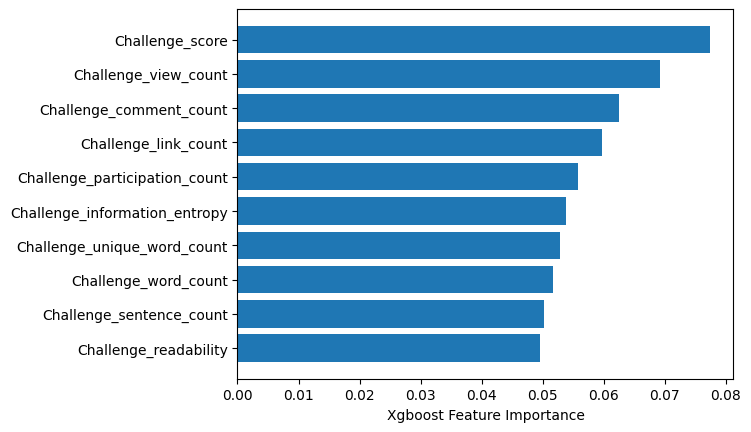 Challenge_score
Challenge_view_count
Challenge_comment_count
Challenge_link_count
Challenge_participation_count
Challenge_information_entropy
Challenge_unique_word_count
Challenge_word_count
Challenge_sentence_count
Challenge_readability
0.00 0.01 0.02 0.03 0.04 0.05 0.06 0.07 0.08
Xgboost Feature Importance